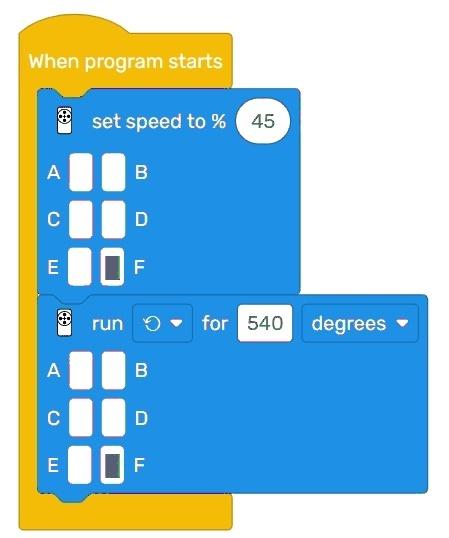 When program starts
set speed to % 45
A B
C D
E F
run for 540 degrees
A B
C D
E F